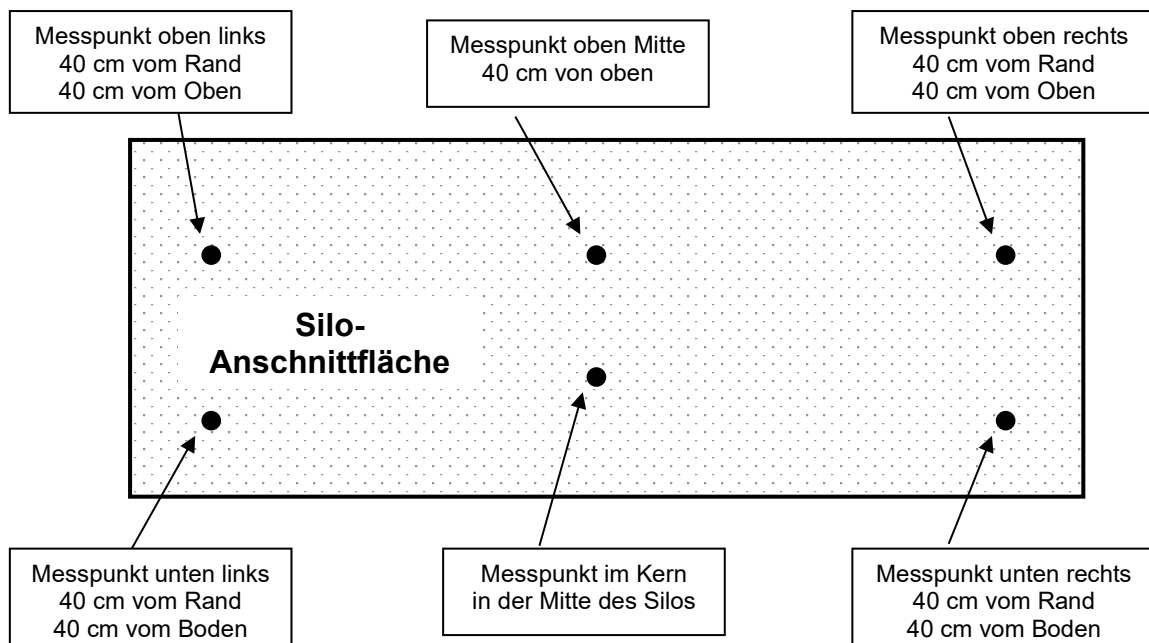 Messpunkt oben links
40 cm vom Rand
40 cm vom Oben
Messpunkt oben Mitte
40 cm von oben
Messpunkt oben rechts
40 cm vom Rand
40 cm vom Oben
Silo-
Anschnittfläche
Messpunkt unten links
40 cm vom Rand
40 cm vom Boden
Messpunkt im Kern
in der Mitte des Silos
Messpunkt unten rechts
40 cm vom Rand
40 cm vom Boden